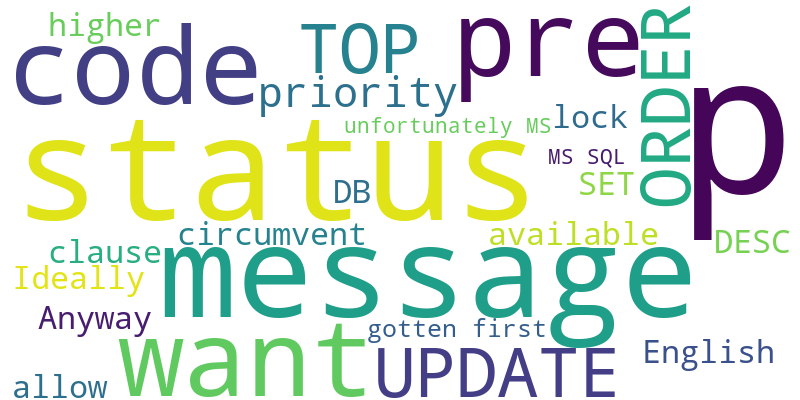 higher
code
TOP
pre
ORDER
priority
p
unfortunately MS
lock
status
MS SQL
DB
SET
circumvent
available
DESC
clause
message
Ideally
Anyway
gotten first
want
UPDATE
English
allow